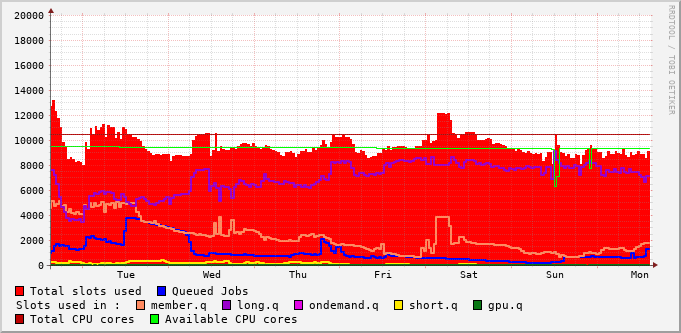 20000
18000
16000
14000
12000
10000
8000
6000
4000
2000
0
Tue Wed Thu Fri Sat Sun Mon
Total slots used Queued Jobs
Slots used in : member.q long.q ondemand.q short.q gpu.q
Total CPU cores Available CPU cores
RRDTOOL / TOBI OETIKER